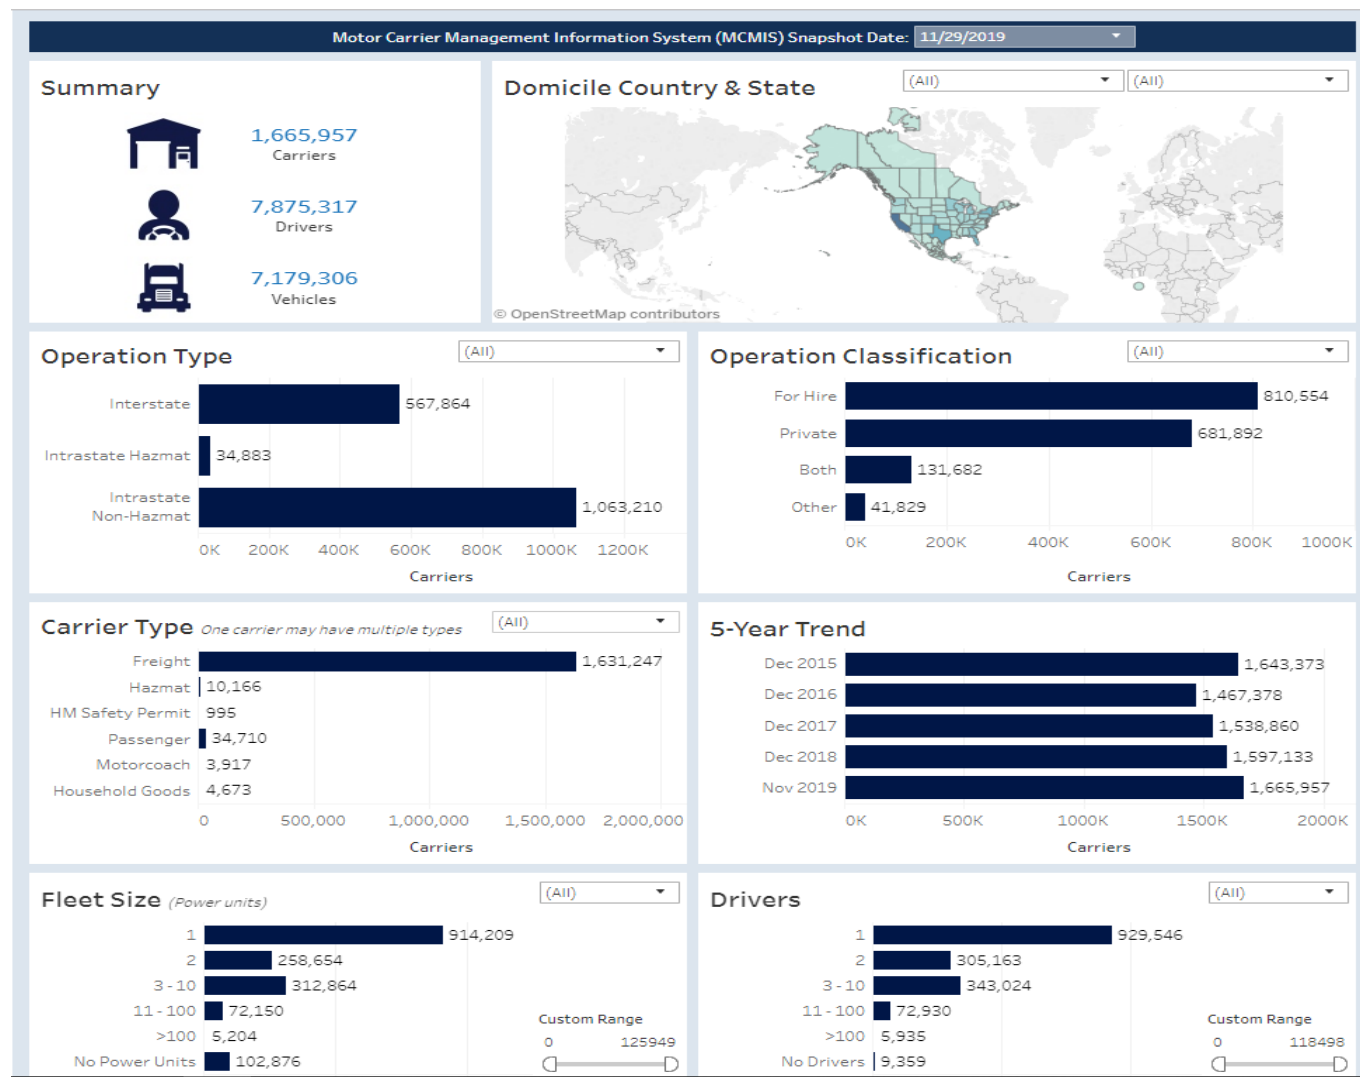 Motor Carrier Management Information System (MCMIS) Snapshot Date: 11/29/2019
Summary
1,665,957
Carriers
7,875,317
Drivers
7,179,306
Vehicles
Domicile Country & State
(All)
(All)
© OpenStreetMap contributors
Operation Type
(All)
Interstate 567,864
Intrastate Hazmat 34,883
Intrastate
Non-Hazmat
1,063,210
0K 200K 400K 600K 800K 1000K 1200K
Carriers
Operation Classification
(All)
For Hire 810,554
Private 681,892
Both 131,682
Other 41,829
0K 200K 400K 600K 800K 1000K
Carriers
Carrier Type One carrier may have multiple types
(All)
Freight 1,631,247
Hazmat 10,166
HM Safety Permit 995
Passenger 34,710
Motorcoach 3,917
Household Goods 4,673
0 500,000 1,000,000 1,500,000 2,000,000
Carriers
5-Year Trend
Dec 2015 1,643,373
Dec 2016 1,467,378
Dec 2017 1,538,860
Dec 2018 1,597,133
Nov 2019 1,665,957
0K 500K 1000K 1500K 2000K
Carriers
Fleet Size (Power units)
(All)
1 914,209
2 258,654
3 - 10 312,864
11 - 100 72,150
>100 5,204
No Power Units 102,876
Custom Range
0 125949
Drivers
(All)
1 929,546
2 305,163
3 - 10 343,024
11 - 100 72,930
>100 5,935
No Drivers 9,359
Custom Range
0 118498